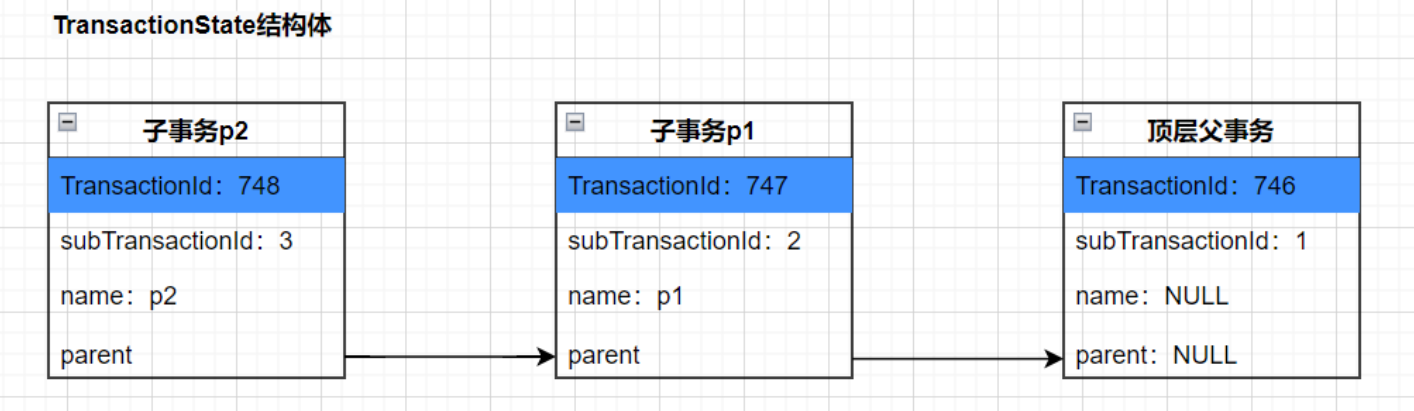 TransactionState结构体
子事务p2
TransactionId：748
subTransactionId：3
name：p2
parent
子事务p1
TransactionId：747
subTransactionId：2
name：p1
parent
顶层父事务
TransactionId：746
subTransactionId：1
name：NULL
parent：NULL